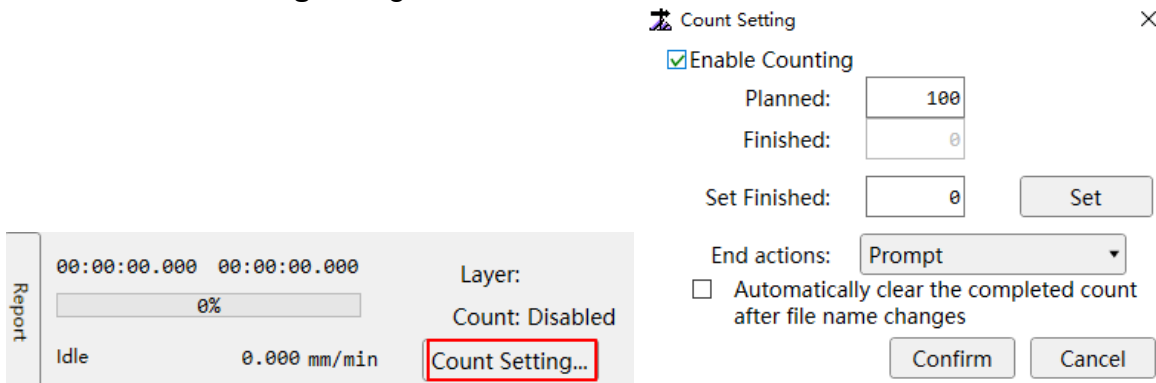 Count Setting
Enable Counting
Planned: 100
Finished: 0
Set Finished: 0 Set
End actions: Prompt
Automatically clear the completed count
after file name changes
Confirm Cancel
Report
00:00:00.000 00:00:00.000
0%
Idle 0.000 mm/min
Layer:
Count: Disabled
Count Setting...